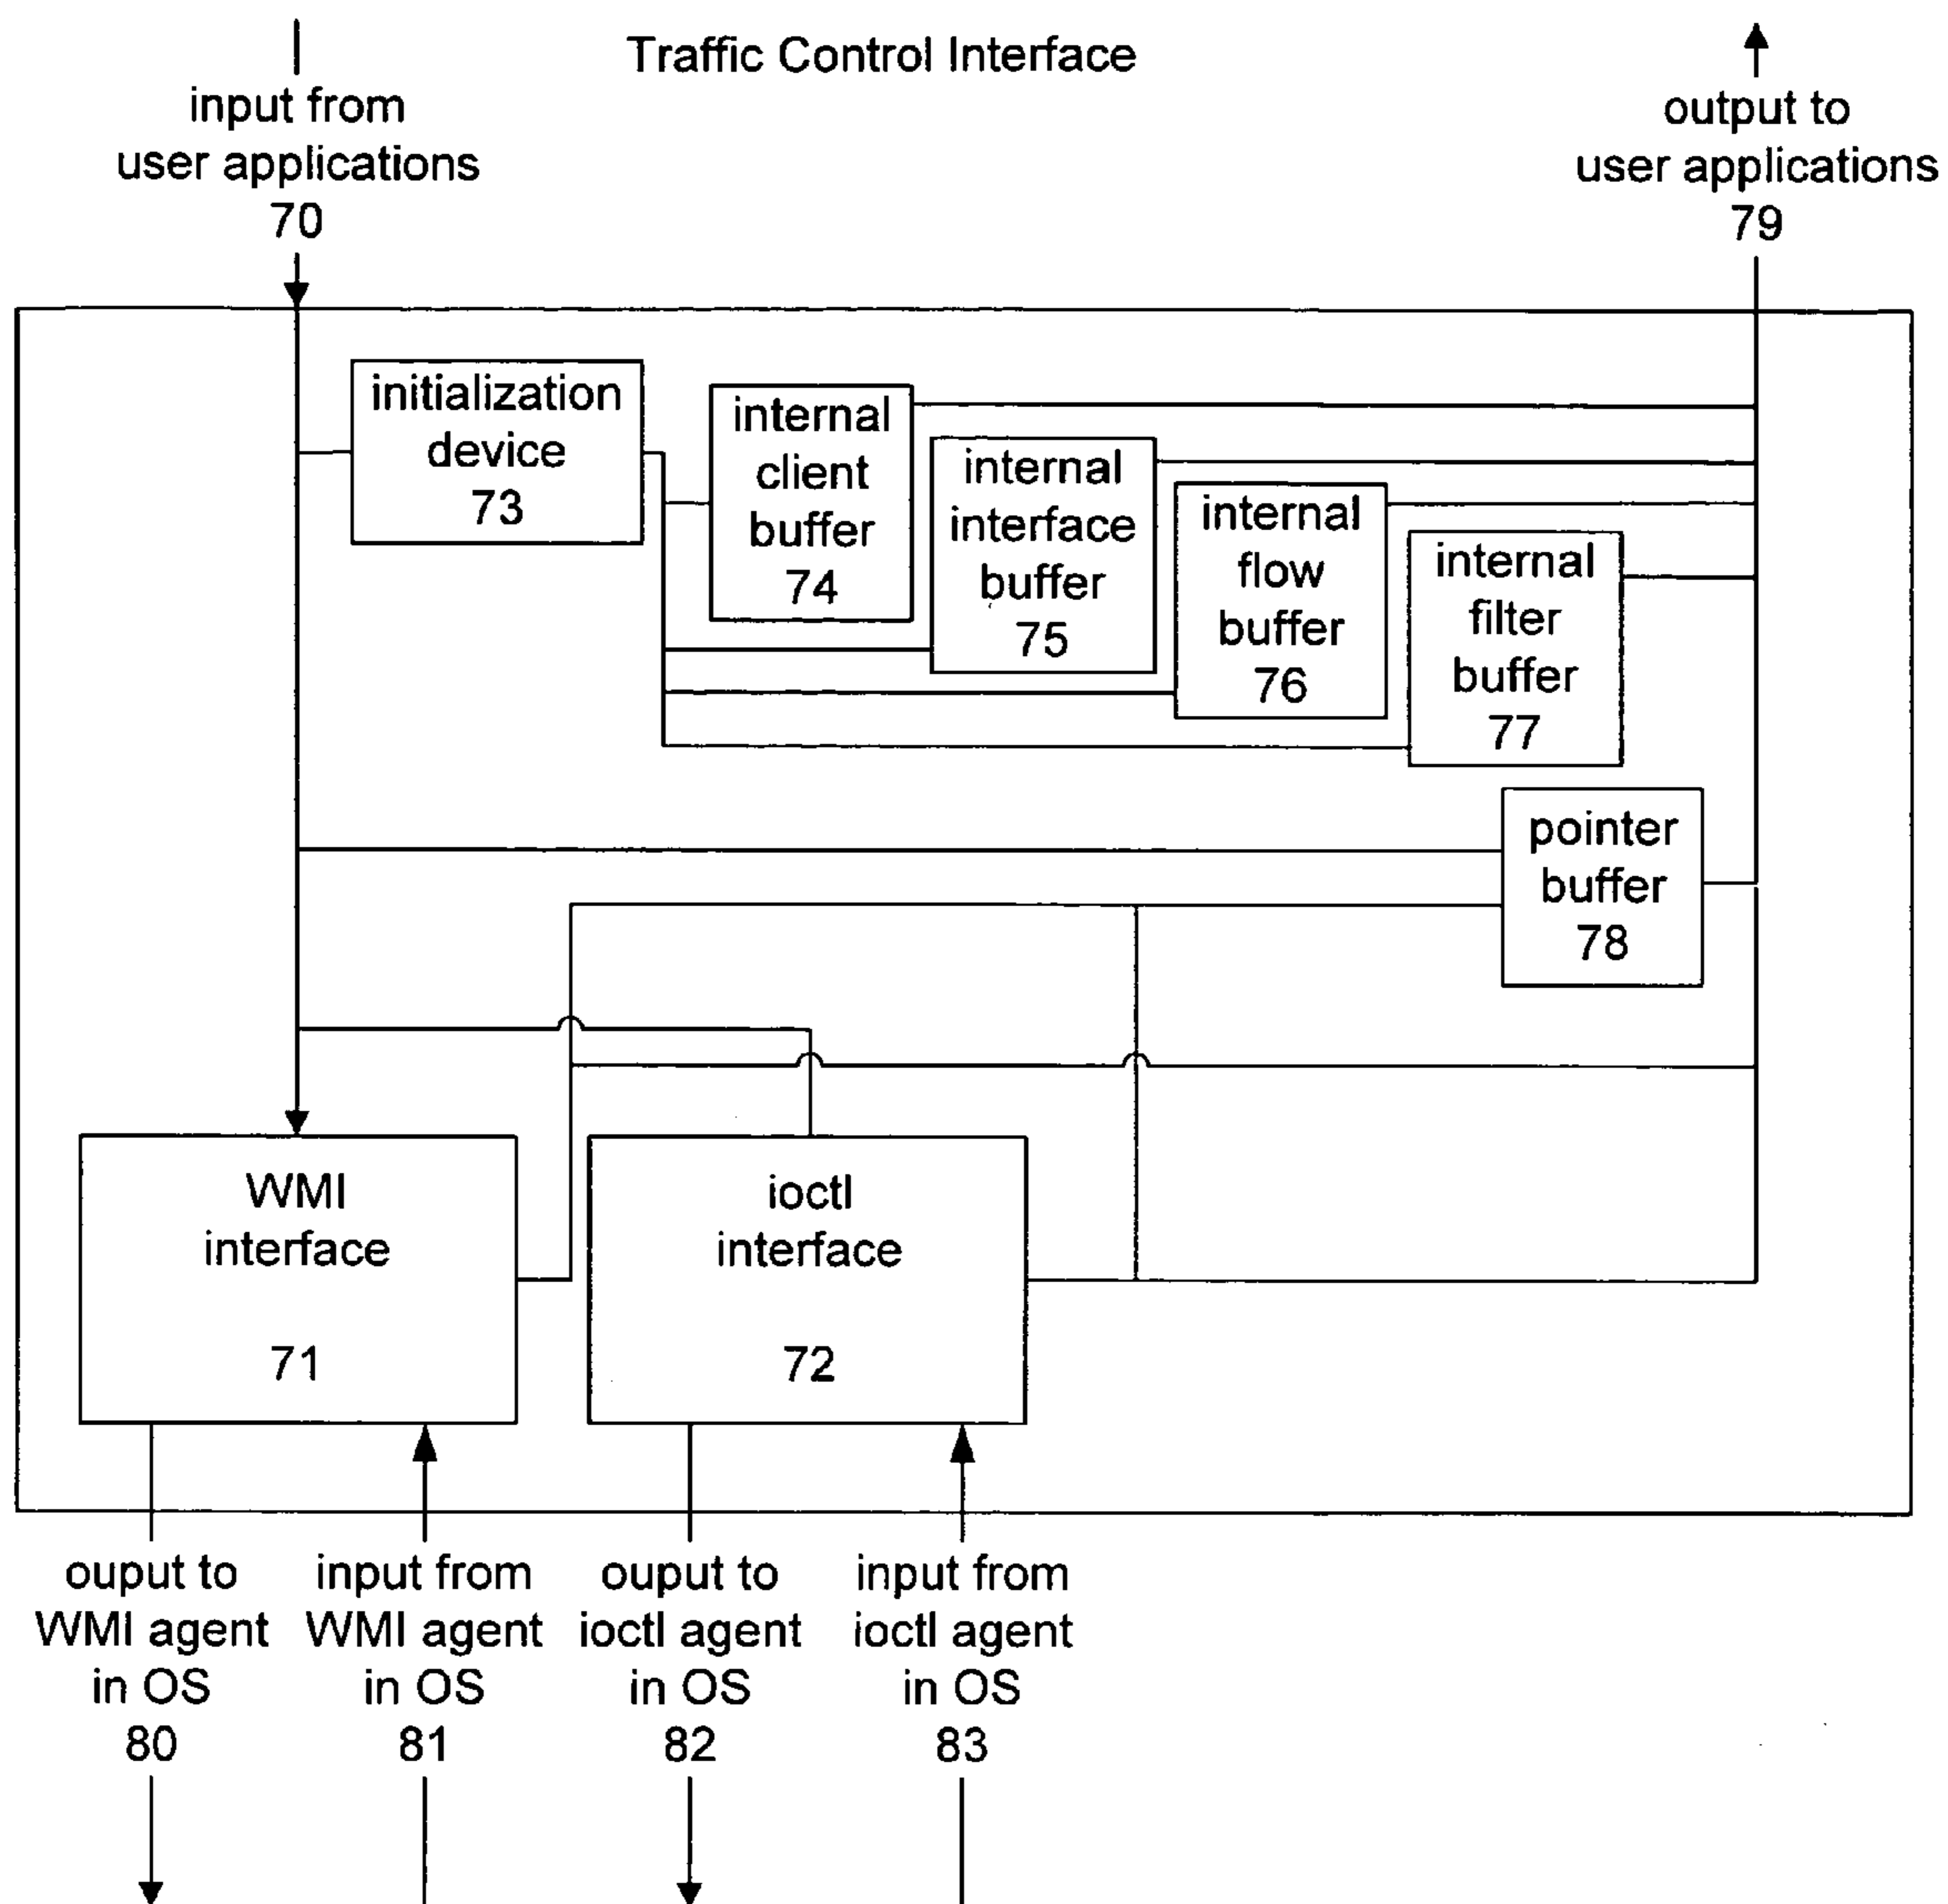 Traffic Control Interface
input from
user applications
70
output to
user applications
79
initialization
device
73
internal
client
buffer
74
internal
interface
buffer
75
internal
flow
buffer
76
internal
filter
buffer
77
pointer
buffer
78
WMI
interface
71
ioctl
interface
72
ouput to
WMI agent
in OS
80
input from
WMI agent
in OS
81
ouput to
ioctl agent
in OS
82
input from
ioctl agent
in OS
83